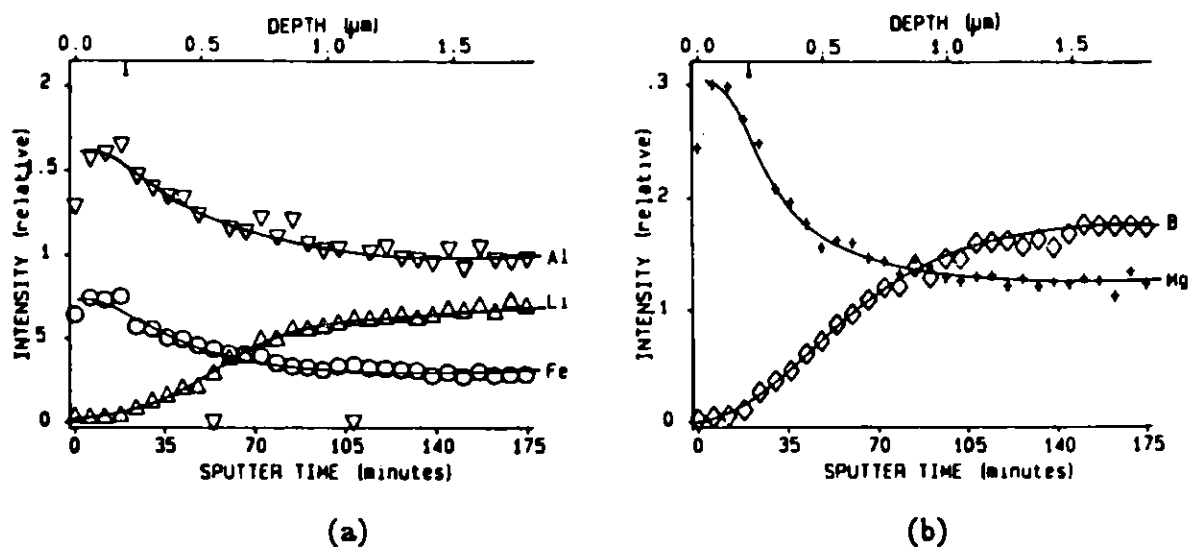 DEPTH (µm)
0.0 0.5 1.0 1.5
2
1.5
1
.5
0
INTENSITY (relative)
Al
Li
Fe
0 35 70 105 140 175
SPUTTER TIME (minutes)
(a)
DEPTH (µm)
0.0 0.5 1.0 1.5
.3
.2
.1
0
INTENSITY (relative)
B
Mg
0 35 70 105 140 175
SPUTTER TIME (minutes)
(b)